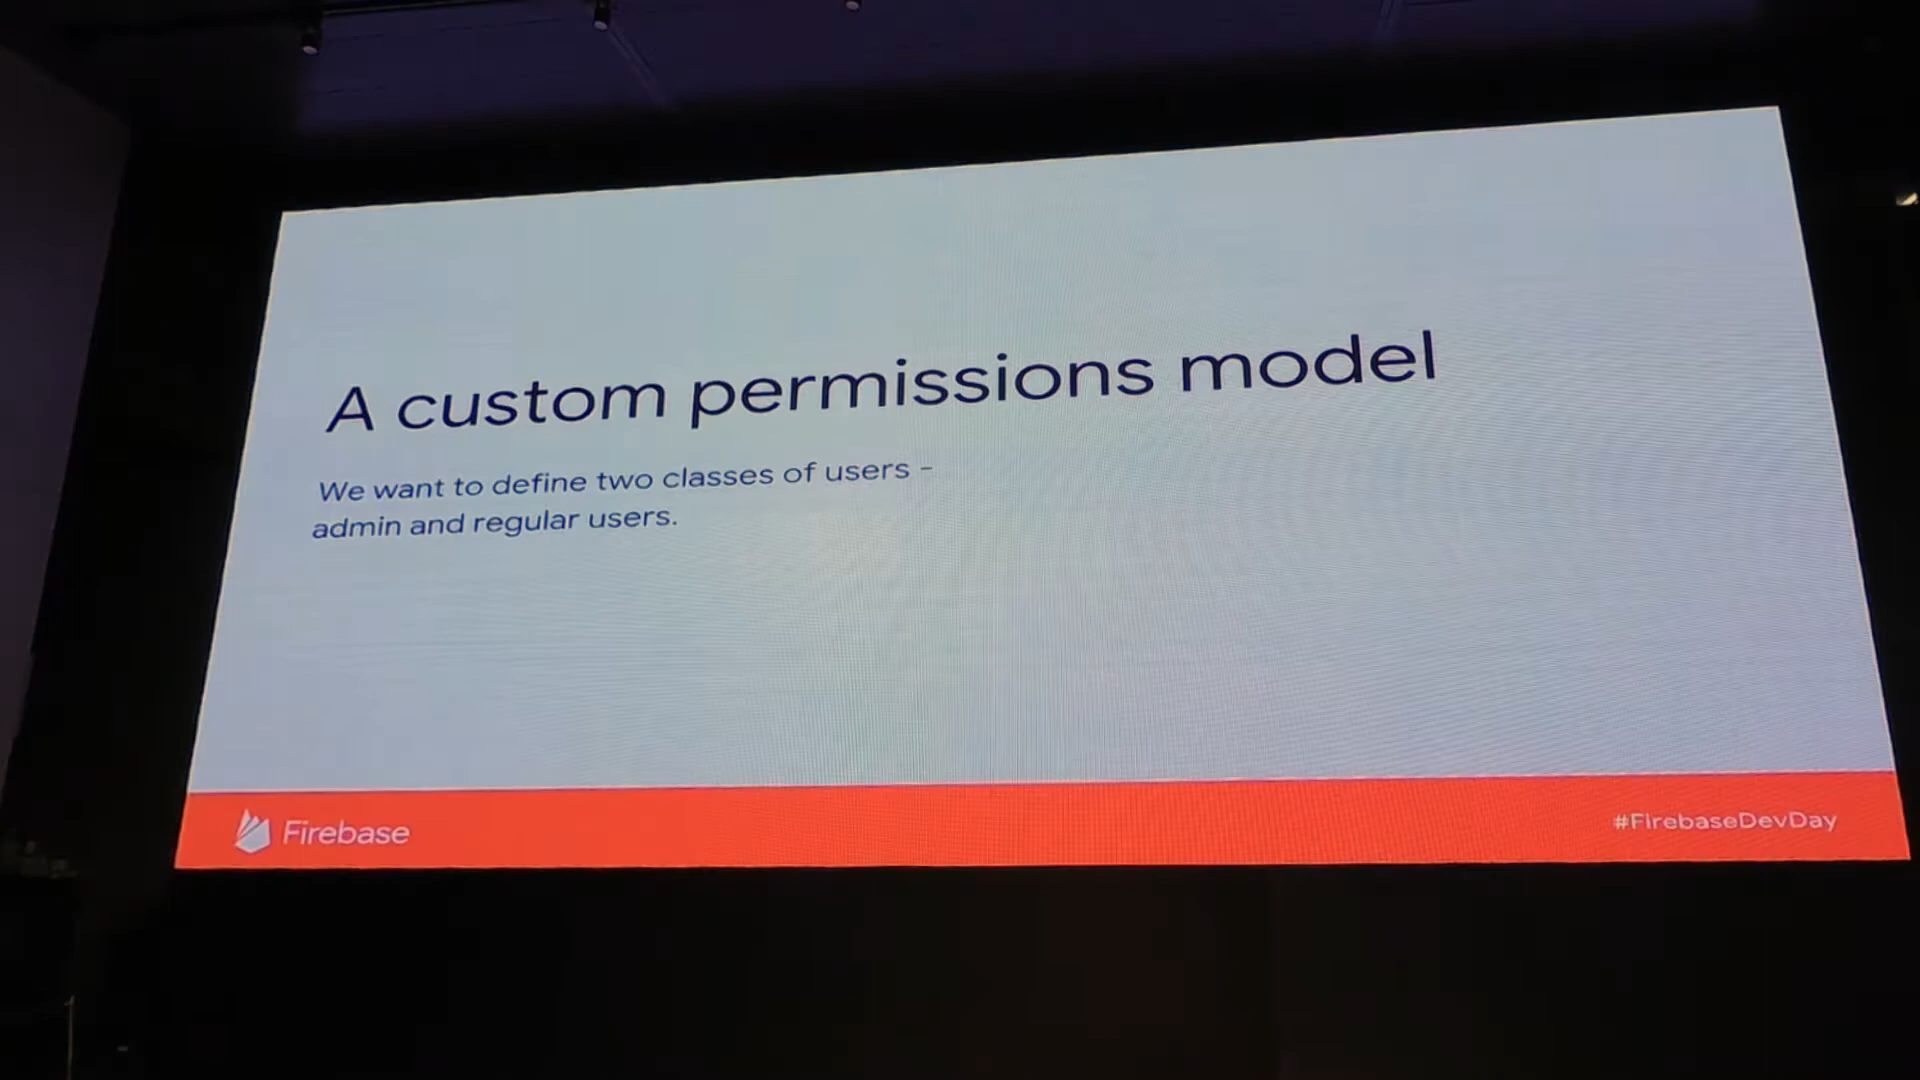 A custom permissions model
We want to define two classes of users -
admin and regular users.
Firebase
#FirebaseDevDay